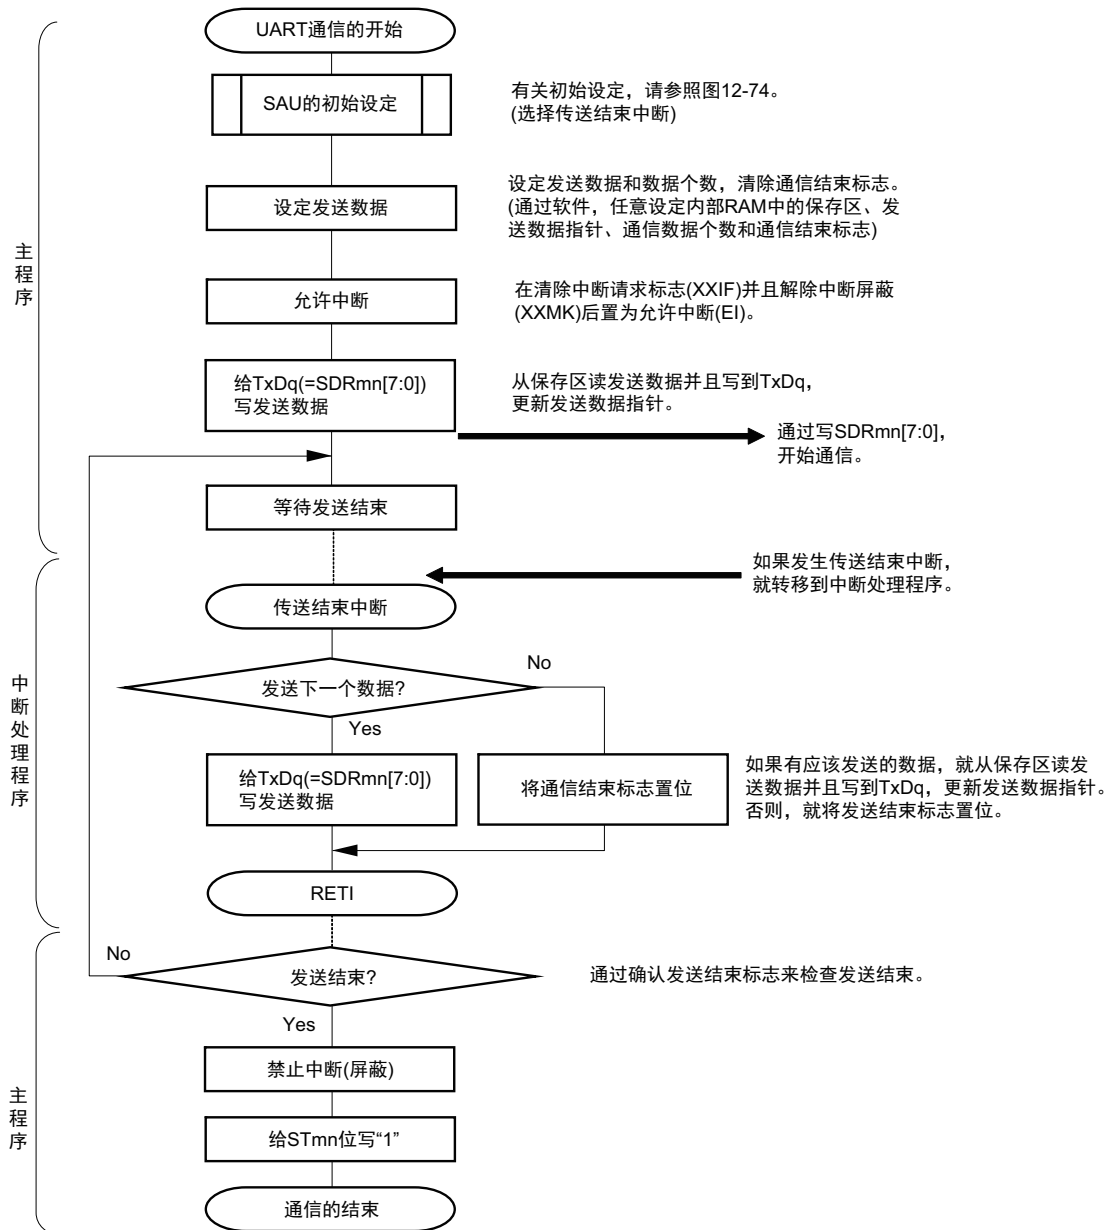 UART通信的开始
SAU的初始设定
有关初始设定，请参照图12-74。
(选择传送结束中断)
设定发送数据
设定发送数据和数据个数，清除通信结束标志。
(通过软件，任意设定内部RAM中的保存区、发
送数据指针、通信数据个数和通信结束标志)
主程序
允许中断
在清除中断请求标志(XXIF)并且解除中断屏蔽
(XXMK)后置为允许中断(EI)。
给TxDq(=SDRmn[7:0])
写发送数据
从保存区读发送数据并且写到TxDq，
更新发送数据指针。
通过写SDRmn[7:0]，
开始通信。
等待发送结束
如果发生传送结束中断，
就转移到中断处理程序。
传送结束中断
中断处理程序
发送下一个数据?
No
Yes
给TxDq(=SDRmn[7:0])
写发送数据
将通信结束标志置位
如果有应该发送的数据，就从保存区读发
送数据并且写到TxDq，更新发送数据指针。
否则，就将发送结束标志置位。
RETI
No
发送结束?
通过确认发送结束标志来检查发送结束。
Yes
主程序
禁止中断(屏蔽)
给STmn位写“1”
通信的结束